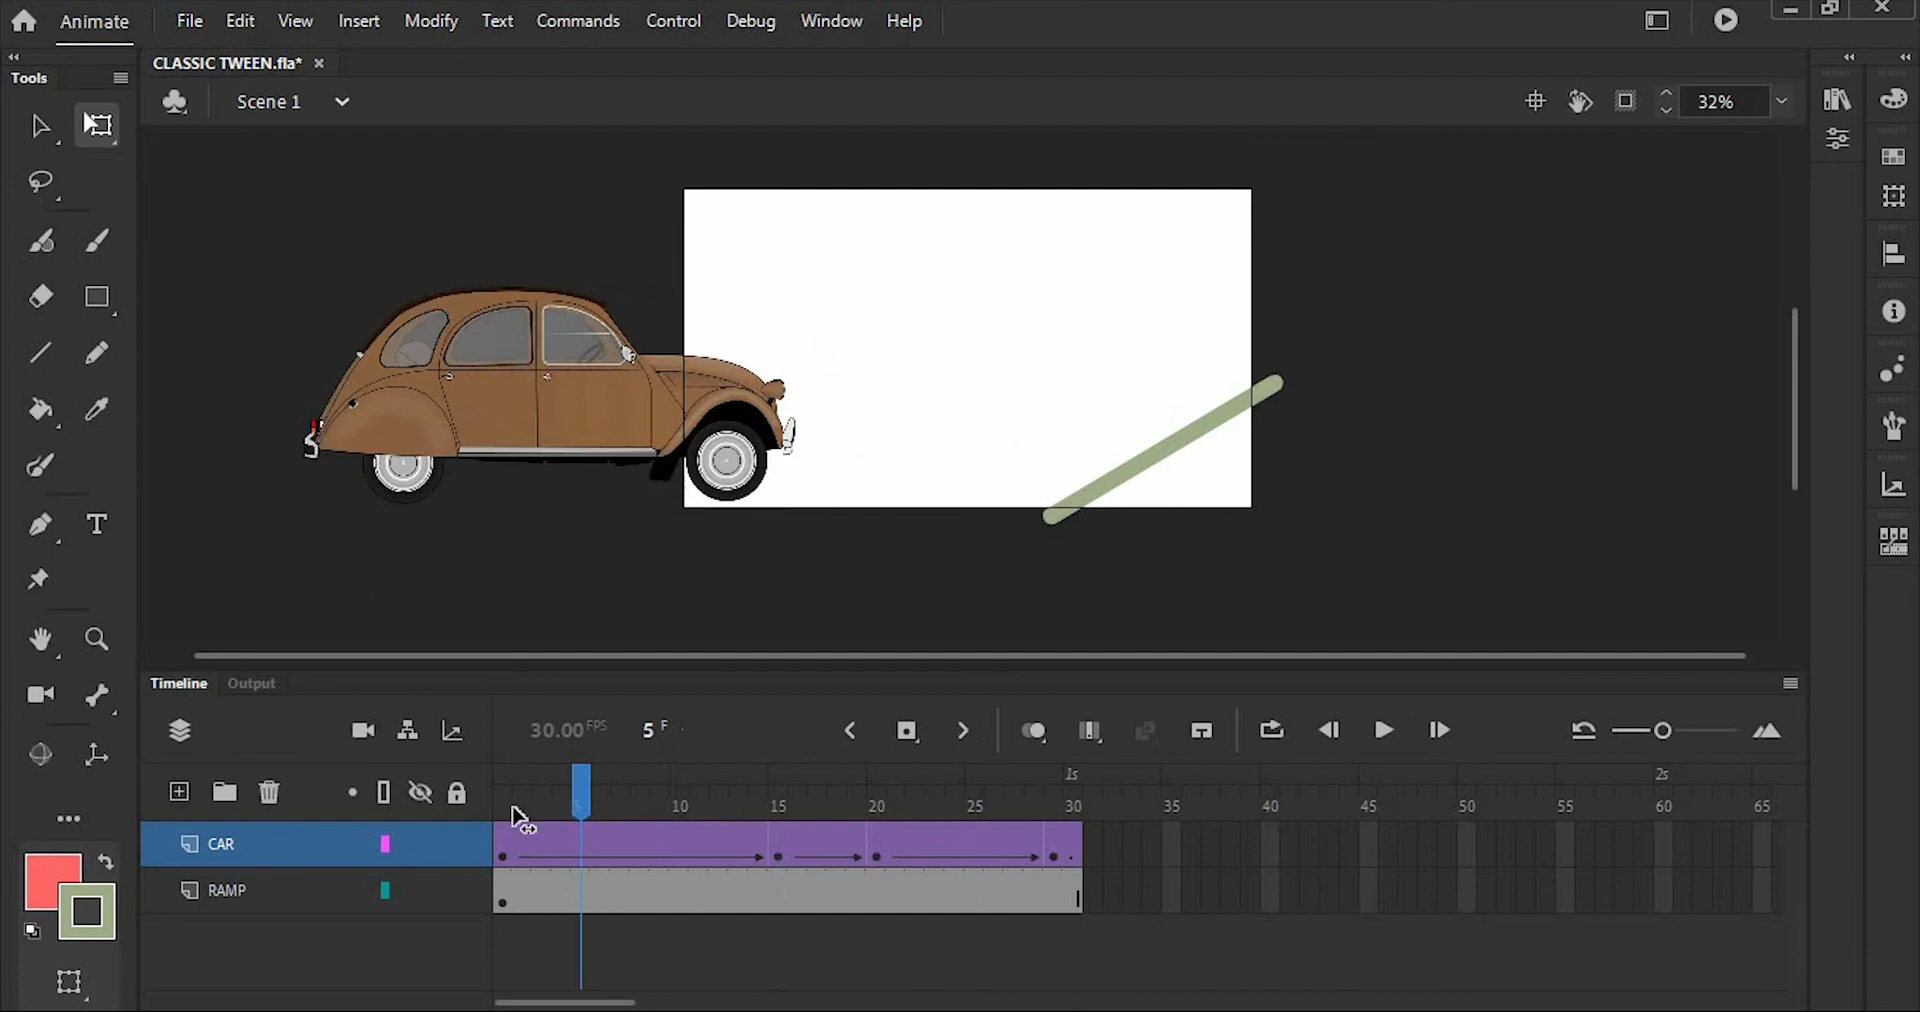 Animate File Edit View Insert Modify Text Commands Control Debug Window Help
CLASSIC TWEEN.fla*
Tools
Scene 1
32%
T
Timeline Output
30.00 FPS 5 F
1s 2s
5 10 15 20 25 30 35 40 45 50 55 60 65
CAR
RAMP